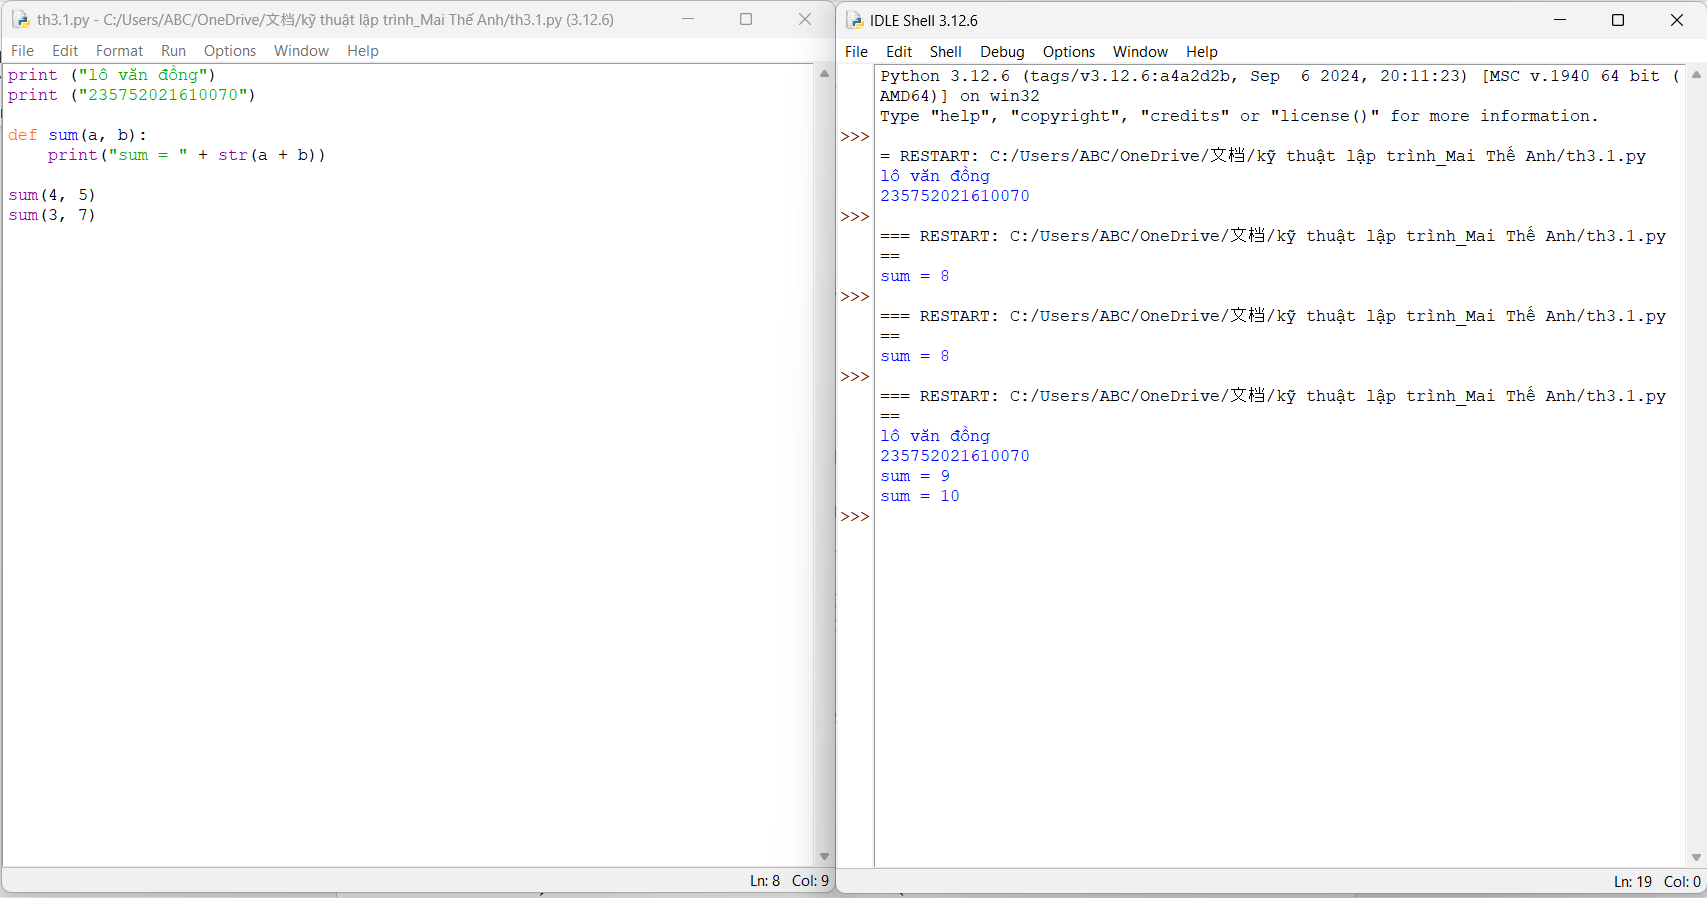 th3.1.py - C:/Users/ABC/OneDrive/文档/kỹ thuật lập trình_Mai Thế Anh/th3.1.py (3.12.6)
File Edit Format Run Options Window Help
print ("lô văn đồng")
print ("235752021610070")
def sum(a, b):
    print("sum = " + str(a + b))
sum(4, 5)
sum(3, 7)
Ln: 8 Col: 9
IDLE Shell 3.12.6
File Edit Shell Debug Options Window Help
Python 3.12.6 (tags/v3.12.6:a4a2d2b, Sep  6 2024, 20:11:23) [MSC v.1940 64 bit (
AMD64)] on win32
Type "help", "copyright", "credits" or "license()" for more information.
>>>
= RESTART: C:/Users/ABC/OneDrive/文档/kỹ thuật lập trình_Mai Thế Anh/th3.1.py
lô văn đồng
235752021610070
>>>
=== RESTART: C:/Users/ABC/OneDrive/文档/kỹ thuật lập trình_Mai Thế Anh/th3.1.py
==
sum = 8
>>>
=== RESTART: C:/Users/ABC/OneDrive/文档/kỹ thuật lập trình_Mai Thế Anh/th3.1.py
==
sum = 8
>>>
=== RESTART: C:/Users/ABC/OneDrive/文档/kỹ thuật lập trình_Mai Thế Anh/th3.1.py
==
lô văn đồng
235752021610070
sum = 9
sum = 10
>>>
Ln: 19 Col: 0